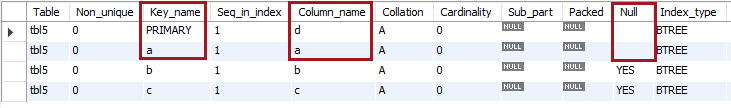 Table Non_unique Key_name Seq_in_index Column_name Collation Cardinality Sub_part Packed Null Index_type
tbl5 0 PRIMARY 1 d A 0 NULL NULL BTREE
tbl5 0 a 1 a A 0 NULL NULL BTREE
tbl5 0 b 1 b A 0 NULL NULL YES BTREE
tbl5 0 c 1 c A 0 NULL NULL YES BTREE